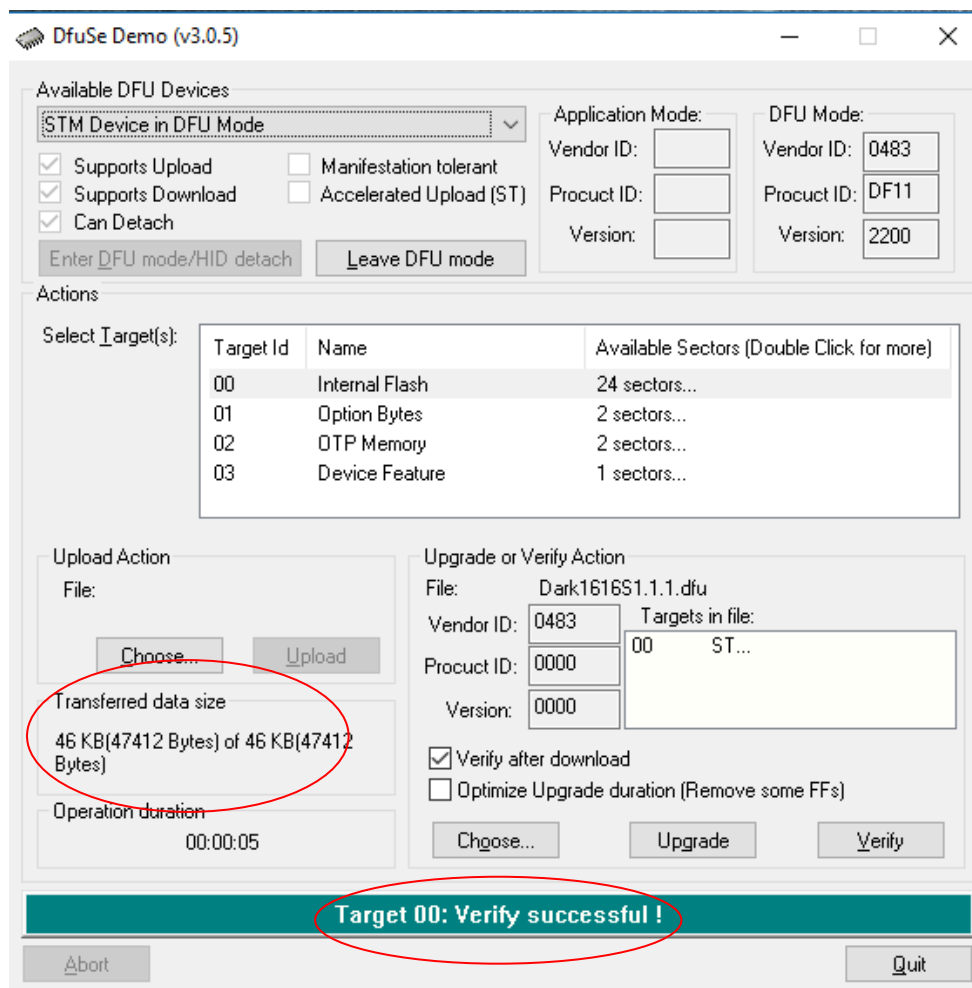 DfuSe Demo (v3.0.5)
Available DFU Devices
STM Device in DFU Mode
Supports Upload
Manifestation tolerant
Supports Download
Accelerated Upload (ST)
Can Detach
Enter DFU mode/HID detach
Leave DFU mode
Application Mode:
Vendor ID:
Procuct ID:
Version:
DFU Mode:
Vendor ID: 0483
Procuct ID: DF11
Version: 2200
Actions
Select Target(s):
Target Id Name Available Sectors (Double Click for more)
00 Internal Flash 24 sectors...
01 Option Bytes 2 sectors...
02 OTP Memory 2 sectors...
03 Device Feature 1 sectors...
Upload Action
File:
Choose...
Upload
Transferred data size
46 KB(47412 Bytes) of 46 KB(47412
Bytes)
Operation duration
00:00:05
Upgrade or Verify Action
File: Dark1616S1.1.1.dfu
Vendor ID: 0483
Procuct ID: 0000
Version: 0000
Targets in file:
00 ST...
Verify after download
Optimize Upgrade duration (Remove some FFs)
Choose...
Upgrade
Verify
Target 00: Verify successful !
Abort
Quit